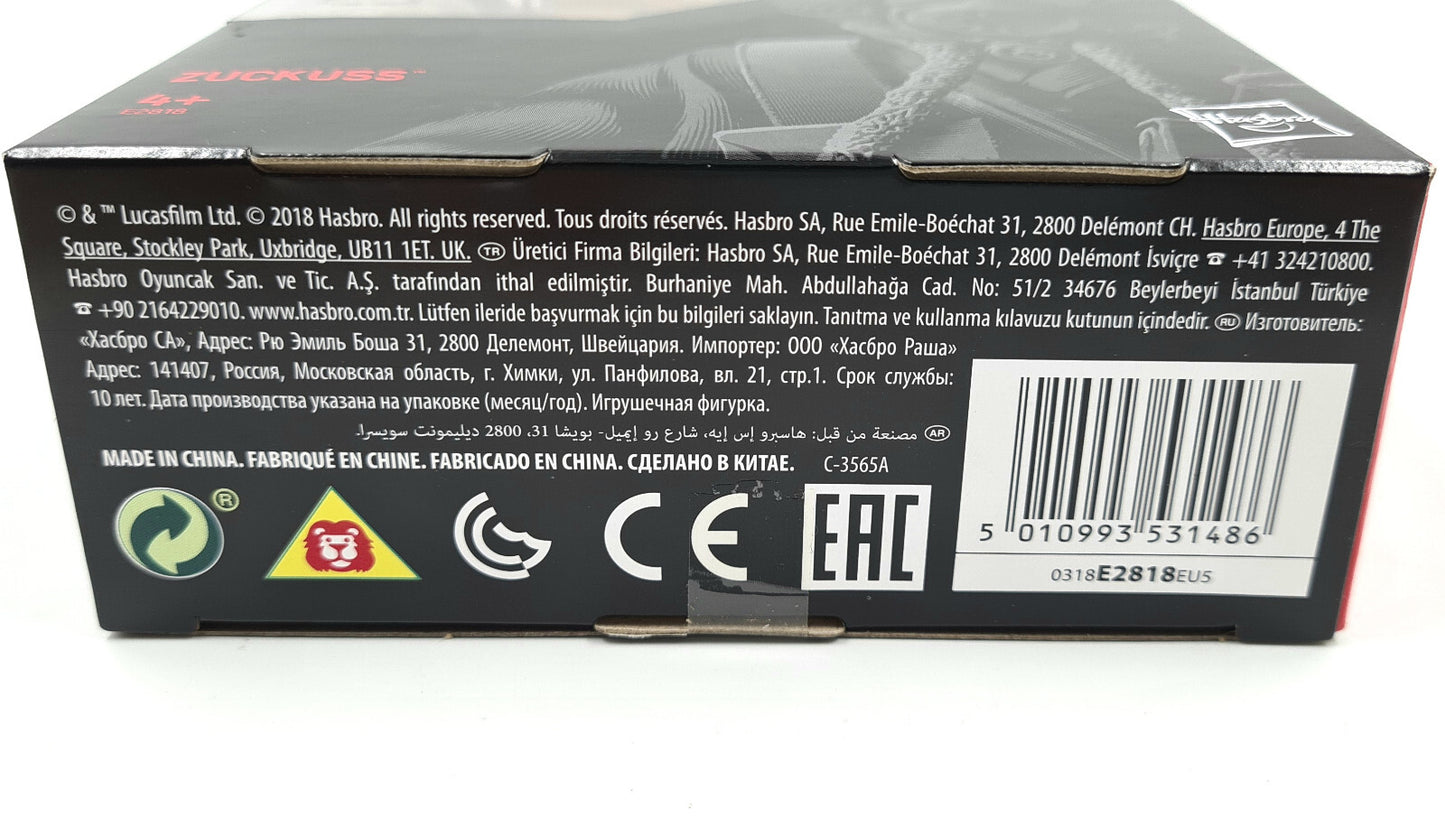 ZUCKUSS™
4+
E2818
Hasbro
© & ™ Lucasfilm Ltd. © 2018 Hasbro. All rights reserved. Tous droits réservés. Hasbro SA, Rue Emile-Boéchat 31, 2800 Delémont CH. Hasbro Europe, 4 The
Square, Stockley Park, Uxbridge, UB11 1ET. UK. TR Üretici Firma Bilgileri: Hasbro SA, Rue Emile-Boéchat 31, 2800 Delémont İsviçre ☎ +41 324210800.
Hasbro Oyuncak San. ve Tic. A.Ş. tarafından ithal edilmiştir. Burhaniye Mah. Abdullahağa Cad. No: 51/2 34676 Beylerbeyi İstanbul Türkiye
☎ +90 2164229010. www.hasbro.com.tr. Lütfen ileride başvurmak için bu bilgileri saklayın. Tanıtma ve kullanma kılavuzu kutunun içindedir. RU Изготовитель:
«Хасбро СА», Адрес: Рю Эмиль Боша 31, 2800 Делемонт, Швейцария. Импортер: ООО «Хасбро Раша»
Адрес: 141407, Россия, Московская область, г. Химки, ул. Панфилова, вл. 21, стр.1. Срок службы:
10 лет. Дата производства указана на упаковке (месяц/год). Игрушечная фигурка.
AR مصنعة من قبل: هاسبرو إس إيه، شارع رو إيميل- بويشا 31، 2800 ديليمونت سويسرا.
MADE IN CHINA. FABRIQUÉ EN CHINE. FABRICADO EN CHINA. СДЕЛАНО В КИТАЕ. C-3565A
® CE EAC
5 010993 531486
0318E2818EU5